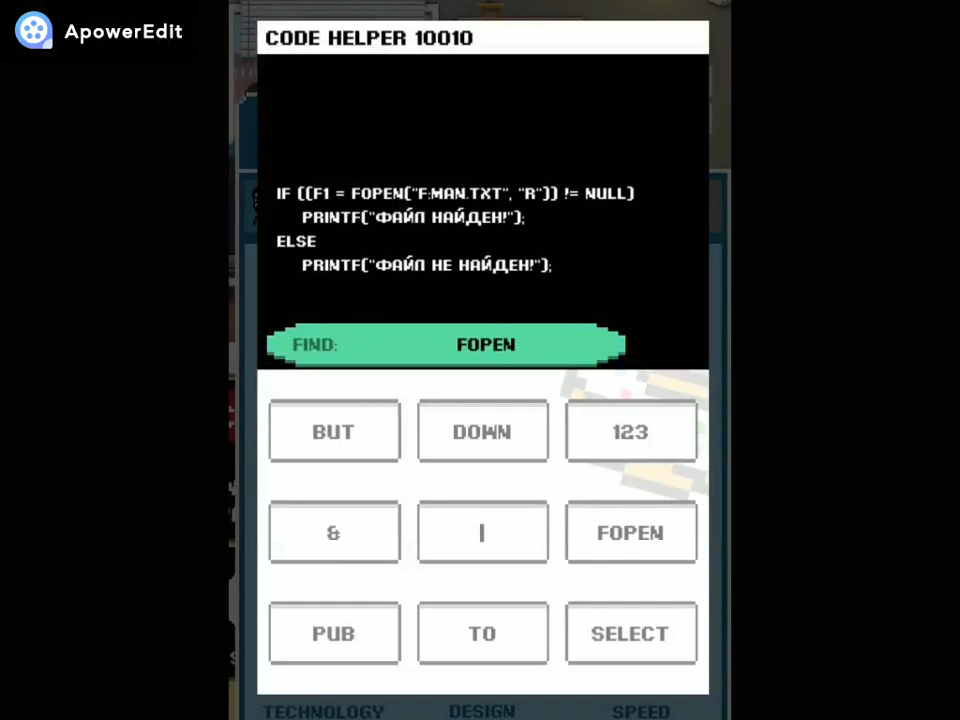 ApowerEdit
CODE HELPER 10010
IF ((F1 = FOPEN("F:MAN.TXT", "R")) != NULL)
PRINTF("ФАЙЛ НАЙДЕН!");
ELSE
PRINTF("ФАЙЛ НЕ НАЙДЕН!");
FIND: FOPEN
BUT DOWN 123
& | FOPEN
PUB TO SELECT
TECHNOLOGY DESIGN SPEED